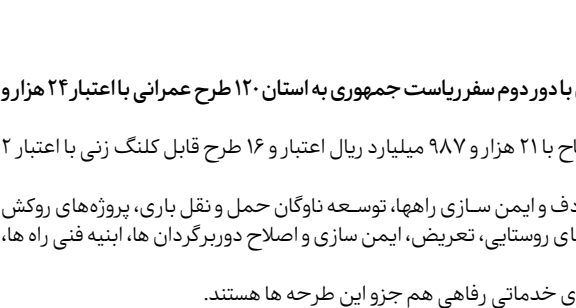 با دور دوم سفر ریاست جمهوری به استان ۱۲۰ طرح عمرانی با اعتبار ۲۴ هزار و
با ۲۱ هزار و ۹۸۷ میلیارد ریال اعتبار و ۱۶ طرح قابل کلنگ زنی با اعتبار ۲
و ایمن سازی راهها، توسعه ناوگان حمل و نقل باری، پروژه‌های روکش
روستایی، تعریض، ایمن سازی و اصلاح دوربرگردان ها، ابنیه فنی راه ها،
خدماتی رفاهی هم جزو این طرحه ها هستند.